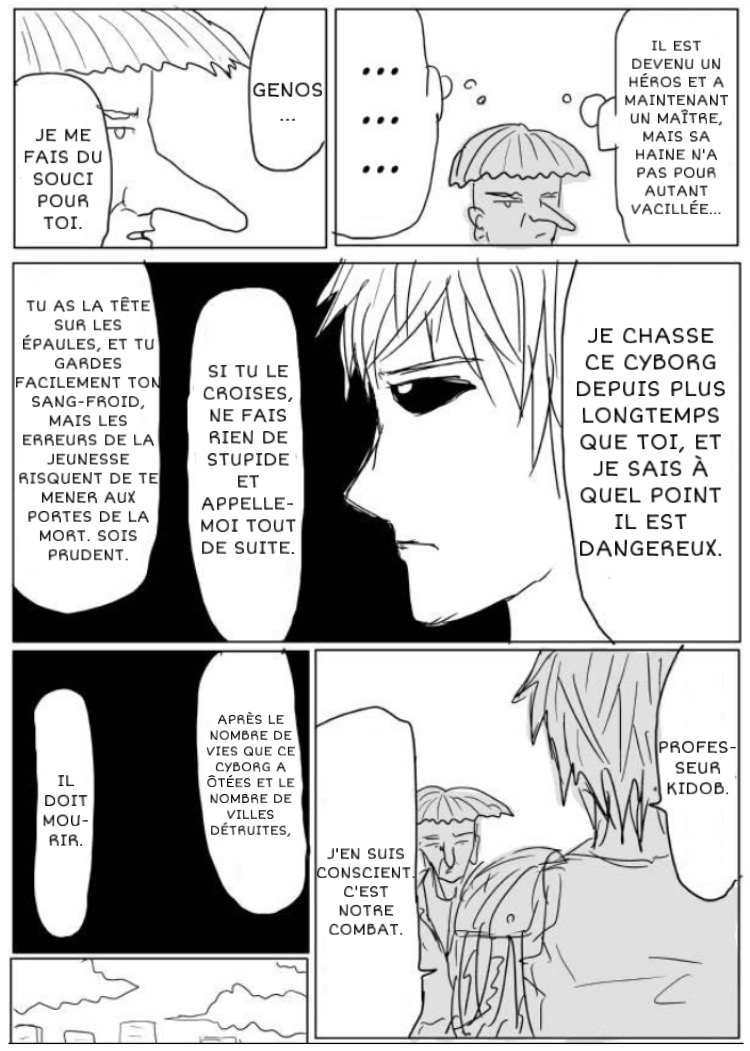 IL EST
DEVENU UN
HÉROS ET A
MAINTENANT
UN MAÎTRE,
MAIS SA
HAINE N'A
PAS POUR
AUTANT
VACILLÉE...
...
...
...
GENOS
...
JE ME
FAIS DU
SOUCI
POUR
TOI.
JE CHASSE
CE CYBORG
DEPUIS PLUS
LONGTEMPS
QUE TOI, ET
JE SAIS À
QUEL POINT
IL EST
DANGEREUX.
SI TU LE
CROISES,
NE FAIS
RIEN DE
STUPIDE
ET
APPELLE-
MOI TOUT
DE SUITE.
TU AS LA TÊTE
SUR LES
ÉPAULES, ET TU
GARDES
FACILEMENT TON
SANG-FROID,
MAIS LES
ERREURS DE LA
JEUNESSE
RISQUENT DE TE
MENER AUX
PORTES DE LA
MORT. SOIS
PRUDENT.
PROFES-
SEUR
KIDOB.
J'EN SUIS
CONSCIENT.
C'EST
NOTRE
COMBAT.
APRÈS LE
NOMBRE DE
VIES QUE CE
CYBORG A
ÔTÉES ET LE
NOMBRE DE
VILLES
DÉTRUITES,
IL
DOIT
MOU-
RIR.